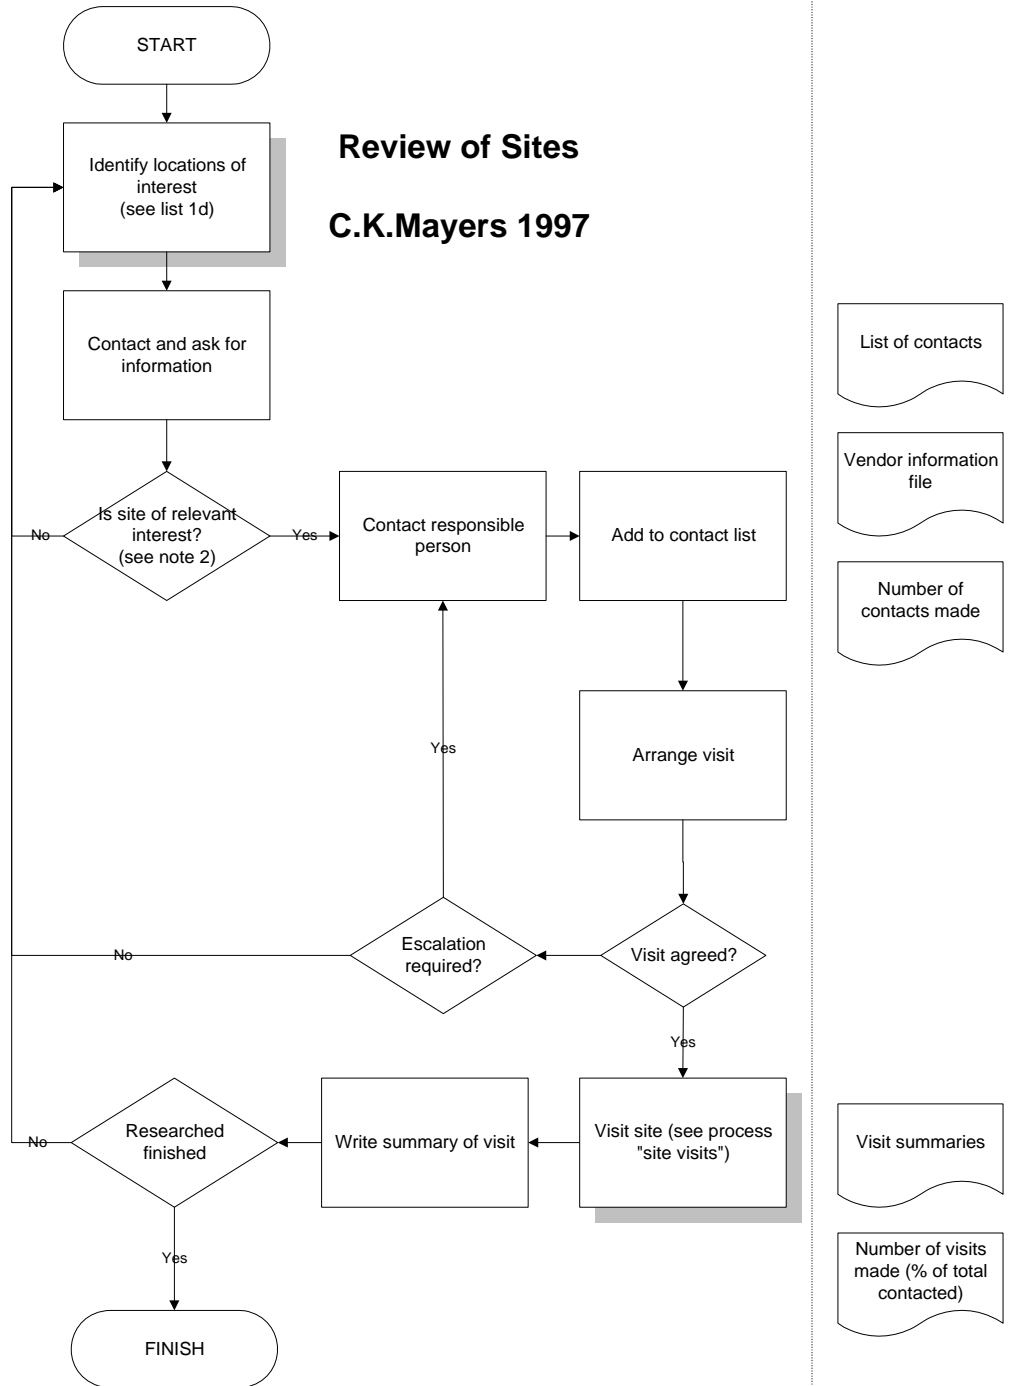 START
Identify locations of
interest
(see list 1d)
Review of Sites
C.K.Mayers 1997
Contact and ask for
information
List of contacts
Vendor information
file
Is site of relevant
interest?
(see note 2)
No
Yes
Contact responsible
person
Add to contact list
Number of
contacts made
Arrange visit
Yes
Escalation
required?
No
Visit agreed?
Yes
Researched
finished
No
Write summary of visit
Visit site (see process
"site visits")
Visit summaries
Yes
Number of visits
made (% of total
contacted)
FINISH